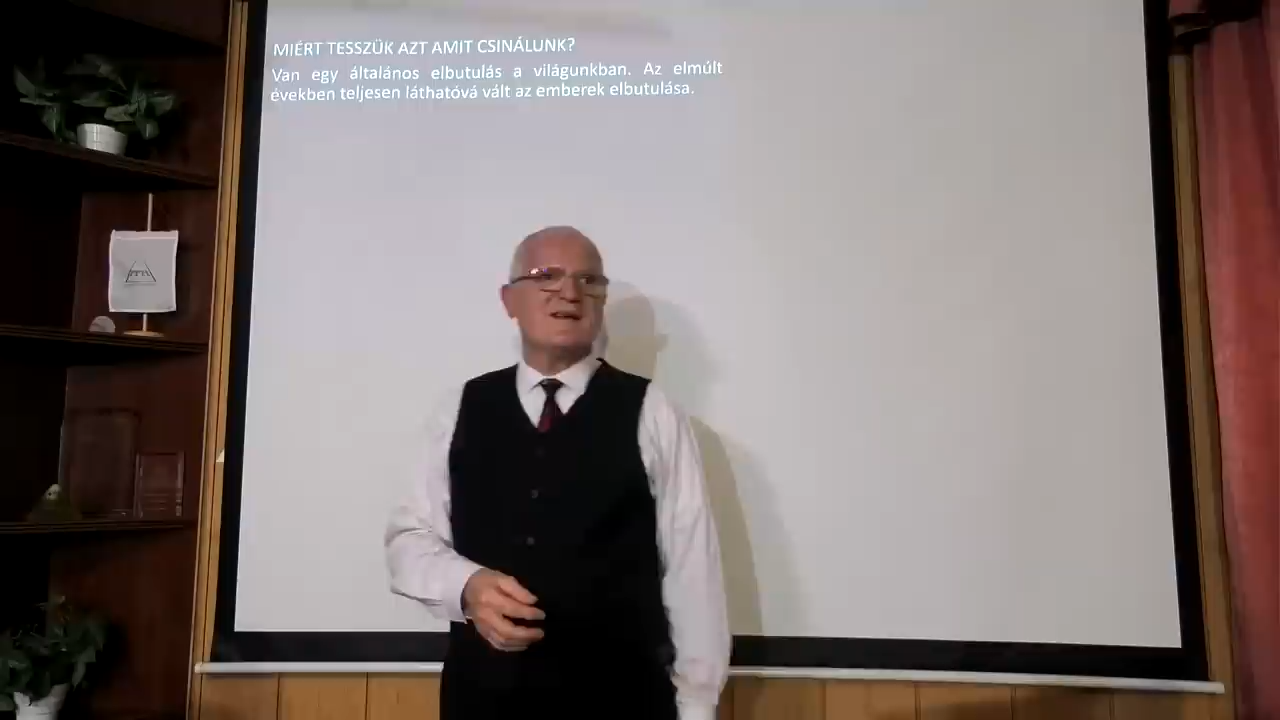 MIÉRT TESSZÜK AZT AMIT CSINÁLUNK?
Van egy általános elbutulás a világunkban. Az elmúlt
években teljesen láthatóvá vált az emberek elbutulása.